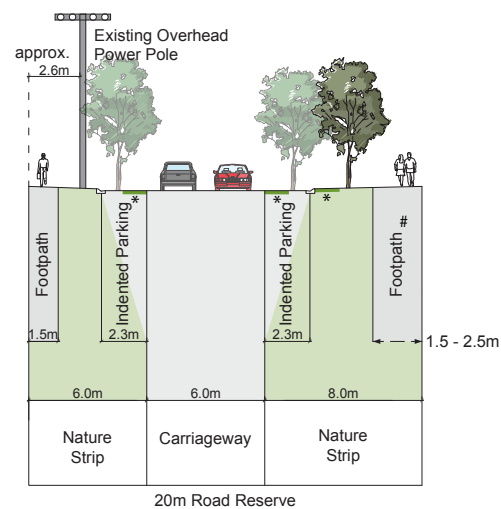 Existing Overhead
Power Pole
approx.
2.6m
*
*
*
Footpath
Indented Parking
Indented Parking
Footpath
#
1.5m
2.3m
2.3m
1.5 - 2.5m
6.0m
6.0m
8.0m
Nature
Strip
Carriageway
Nature
Strip
20m Road Reserve